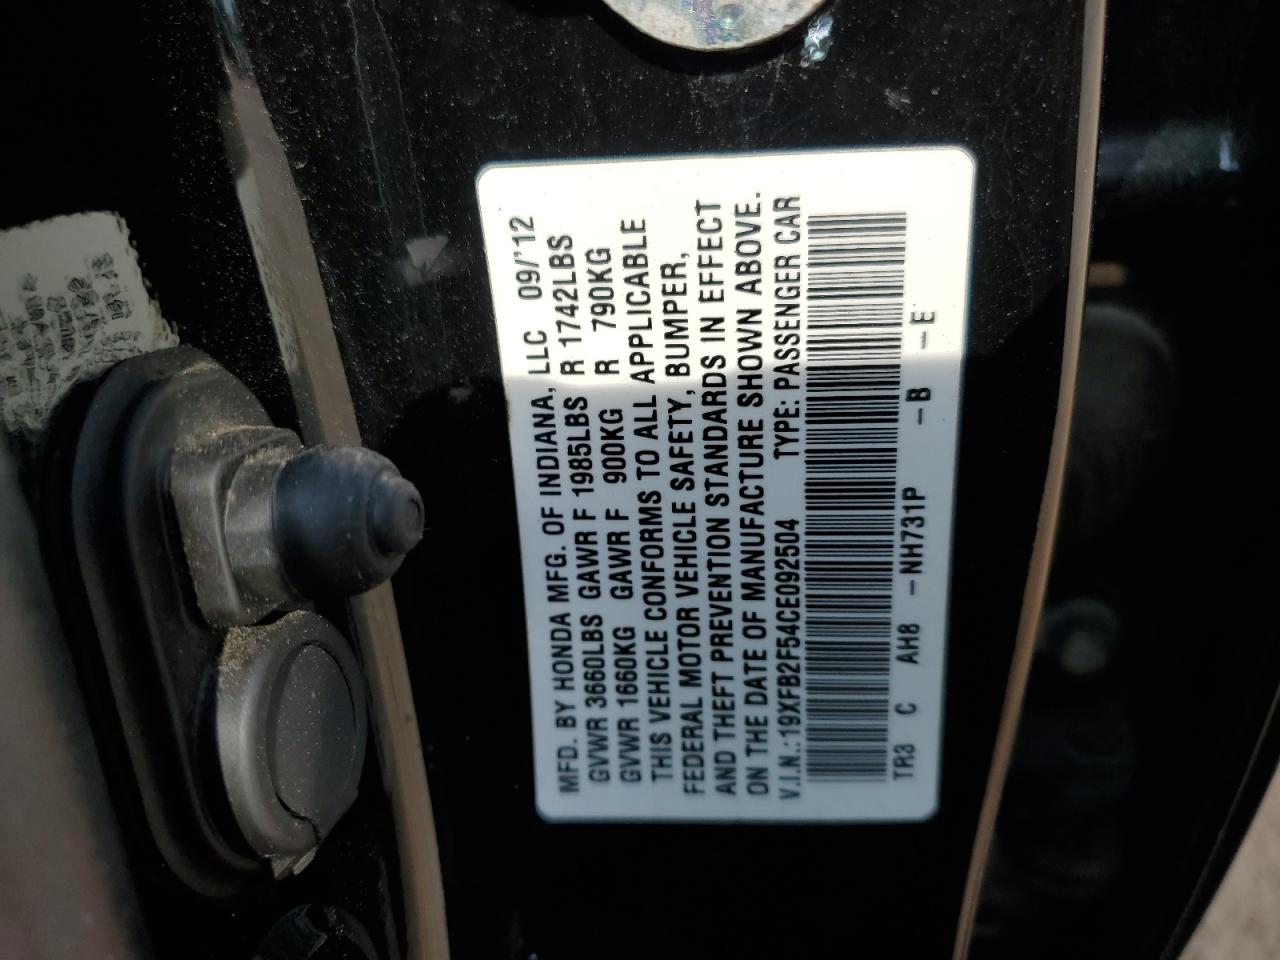 MFD. BY HONDA MFG. OF INDIANA, LLC 09/'12
GVWR 3660LBS GAWR F 1985LBS R 1742LBS
GVWR 1660KG GAWR F 900KG R 790KG
THIS VEHICLE CONFORMS TO ALL APPLICABLE
FEDERAL MOTOR VEHICLE SAFETY, BUMPER,
AND THEFT PREVENTION STANDARDS IN EFFECT
ON THE DATE OF MANUFACTURE SHOWN ABOVE.
V.I.N.:19XFB2F54CE092504 TYPE: PASSENGER CAR
TR3 C AH8 -NH731P -B -E